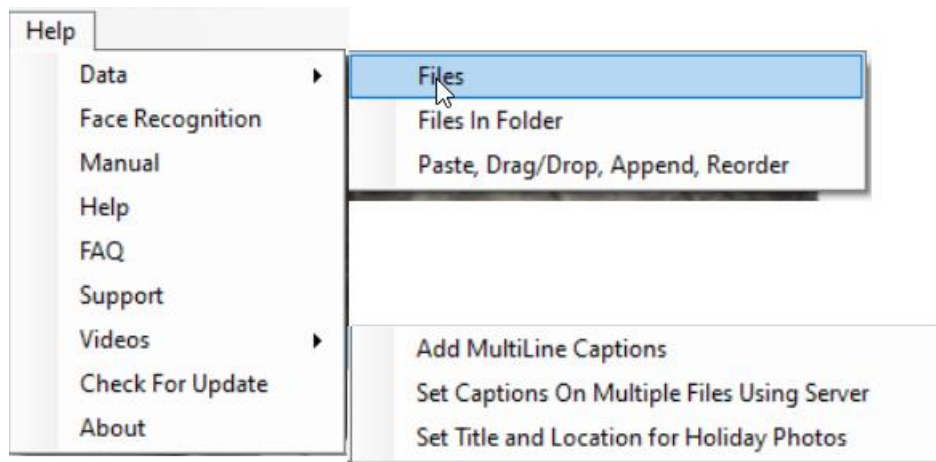 Help
Data
Face Recognition
Manual
Help
FAQ
Support
Videos
Check For Update
About
Files
Files In Folder
Paste, Drag/Drop, Append, Reorder
Add MultiLine Captions
Set Captions On Multiple Files Using Server
Set Title and Location for Holiday Photos